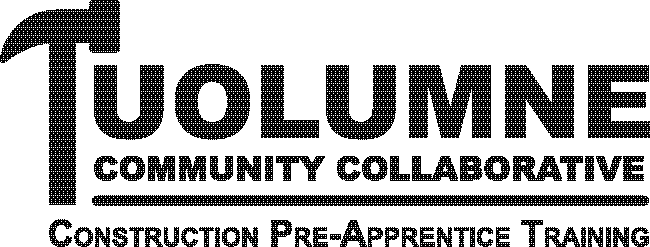 TUOLUMNE
COMMUNITY COLLABORATIVE
CONSTRUCTION PRE-APPRENTICE TRAINING